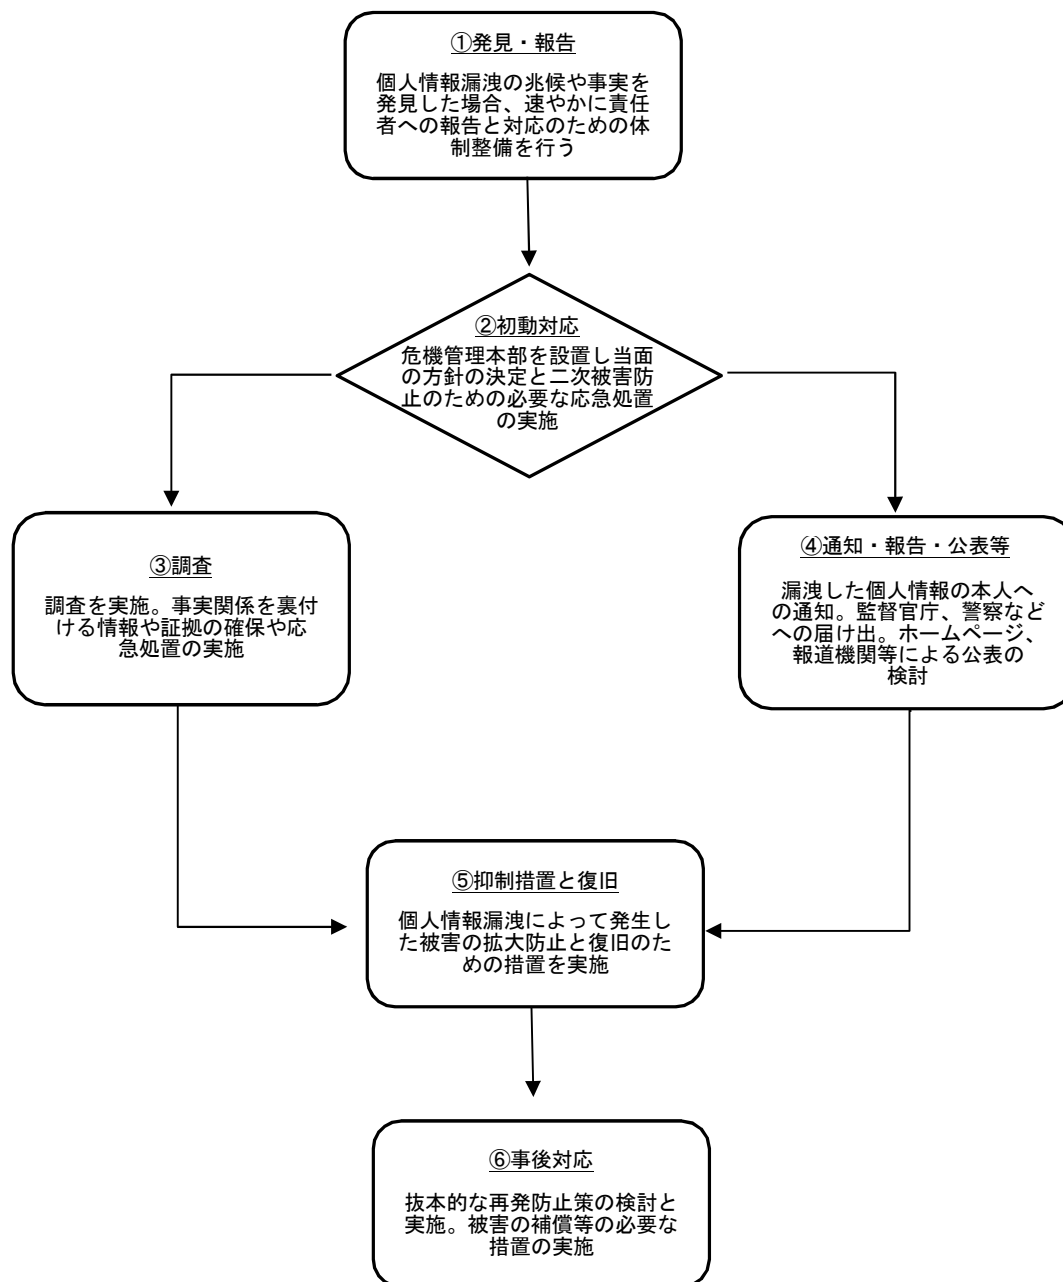 ①発見・報告
個人情報漏洩の兆候や事実を
発見した場合、速やかに責任
者への報告と対応のための体
制整備を行う
②初動対応
危機管理本部を設置し当面
の方針の決定と二次被害防
止のための必要な応急処置
の実施
③調査
調査を実施。事実関係を裏付
ける情報や証拠の確保や応
急処置の実施
④通知・報告・公表等
漏洩した個人情報の本人へ
の通知。監督官庁、警察など
への届け出。ホームページ、
報道機関等による公表の
検討
⑤抑制措置と復旧
個人情報漏洩によって発生し
た被害の拡大防止と復旧のた
めの措置を実施
⑥事後対応
抜本的な再発防止策の検討と
実施。被害の補償等の必要な
措置の実施